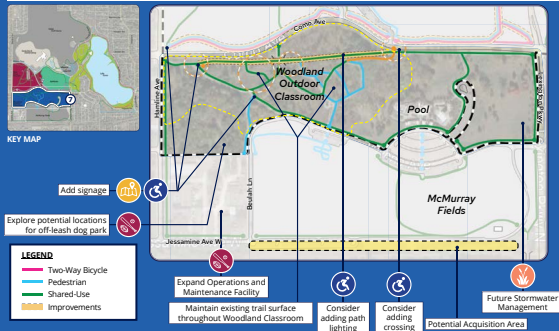 Como Ave
Hamline Ave
Woodland
Outdoor
Classroom
Pool
7
KEY MAP
McMurray
Fields
Beulah Ln
Add signage
Explore potential locations
for off-leash dog park
Jessamine Ave W
LEGEND
Two-Way Bicycle
Pedestrian
Shared-Use
Improvements
Expand Operations and
Maintenance Facility
Maintain existing trail surface
throughout Woodland Classroom
Consider
adding path
lighting
Consider
adding
crossing
Potential Acquisition Area
Future Stormwater
Management